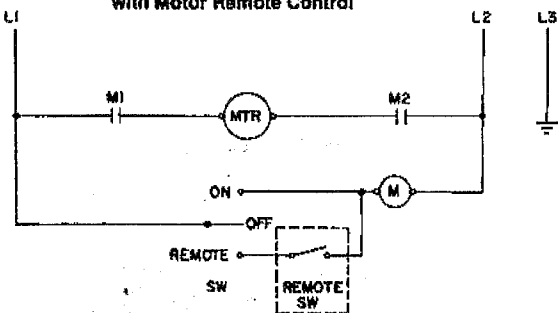 with Motor Remote Control
L1
L2
L3
M1
MTR
M2
ON
M
OFF
REMOTE
SW
REMOTE
SW